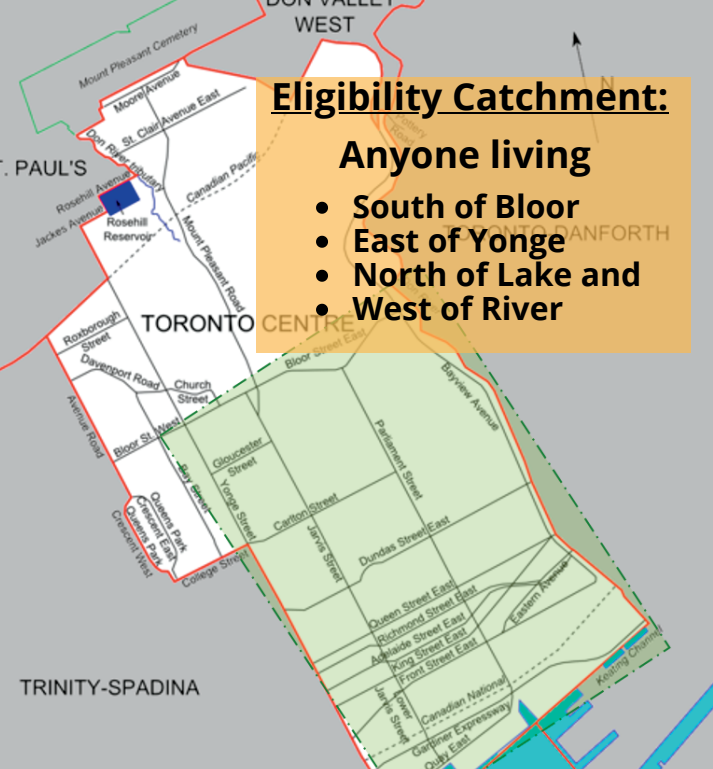 DON VALLEY
WEST
Mount Pleasant Cemetery
Moore Avenue
St. Clair Avenue East
N
Eligibility Catchment:
Anyone living
• South of Bloor
• East of Yonge
• North of Lake and
• West of River
Pottery
Road
TORONTO-DANFORTH
Don River tributary
T. PAUL'S
Canadian Pacific
Rosehill Avenue
Jackes Avenue
Rosehill
Reservoir
Mount Pleasant Road
TORONTO CENTRE
Roxborough
Street
Bloor Street East
Davenport Road
Church
Street
Bayview Avenue
Avenue Road
Bloor St. West
Parliament Street
Gloucester
Street
Bay Street
Yonge Street
Queens Park
Crescent East
Queens Park
Crescent West
Carlton Street
Jarvis Street
Dundas Street East
College Street
Queen Street East
Richmond Street East
Adelaide Street East
King Street East
Front Street East
Eastern Avenue
Keating Channel
TRINITY-SPADINA
Lower
Jarvis Street
Canadian National
Gardiner Expressway
Quay East